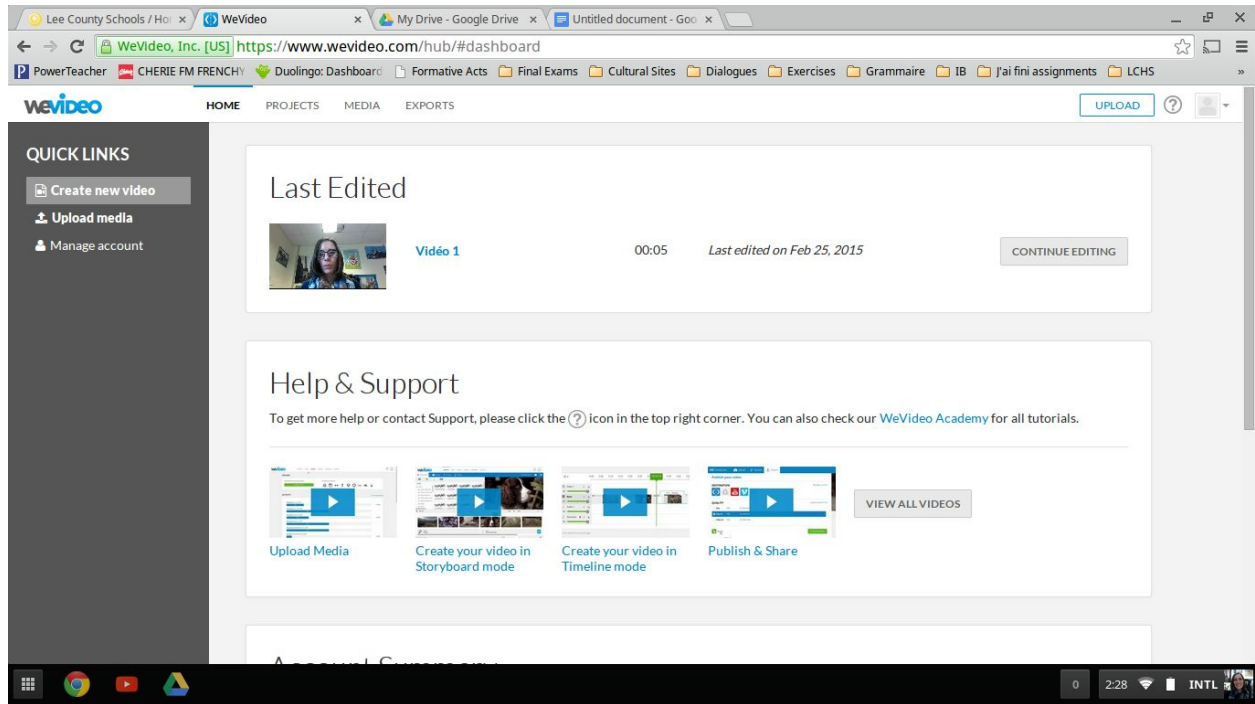 Lee County Schools / Ho
WeVideo
My Drive - Google Drive
Untitled document - Goo
WeVideo, Inc. [US] https://www.wevideo.com/hub/#dashboard
PowerTeacher CHERIE FM FRENCHY Duolingo: Dashboard Formative Acts Final Exams Cultural Sites Dialogues Exercises Grammaire IB J'ai fini assignments LCHS »
wevideo HOME PROJECTS MEDIA EXPORTS UPLOAD ?
QUICK LINKS
Create new video
Upload media
Manage account
Last Edited
Vidéo 1 00:05 Last edited on Feb 25, 2015 CONTINUE EDITING
Help & Support
To get more help or contact Support, please click the ? icon in the top right corner. You can also check our WeVideo Academy for all tutorials.
VIEW ALL VIDEOS
Upload Media
Create your video in Storyboard mode
Create your video in Timeline mode
Publish & Share
Account Summary
0 2:28 INTL